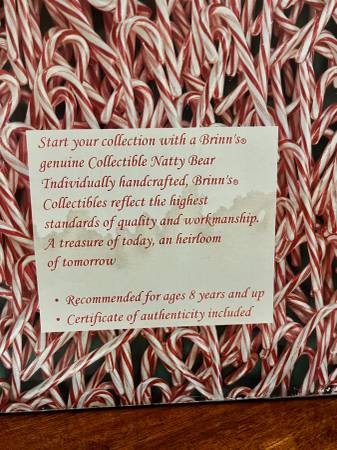 Start your collection with a Brinn's®
genuine Collectible Natty Bear
Individually handcrafted, Brinn's®
Collectibles reflect the highest
standards of quality and workmanship.
A treasure of today, an heirloom
of tomorrow
• Recommended for ages 8 years and up
• Certificate of authenticity included